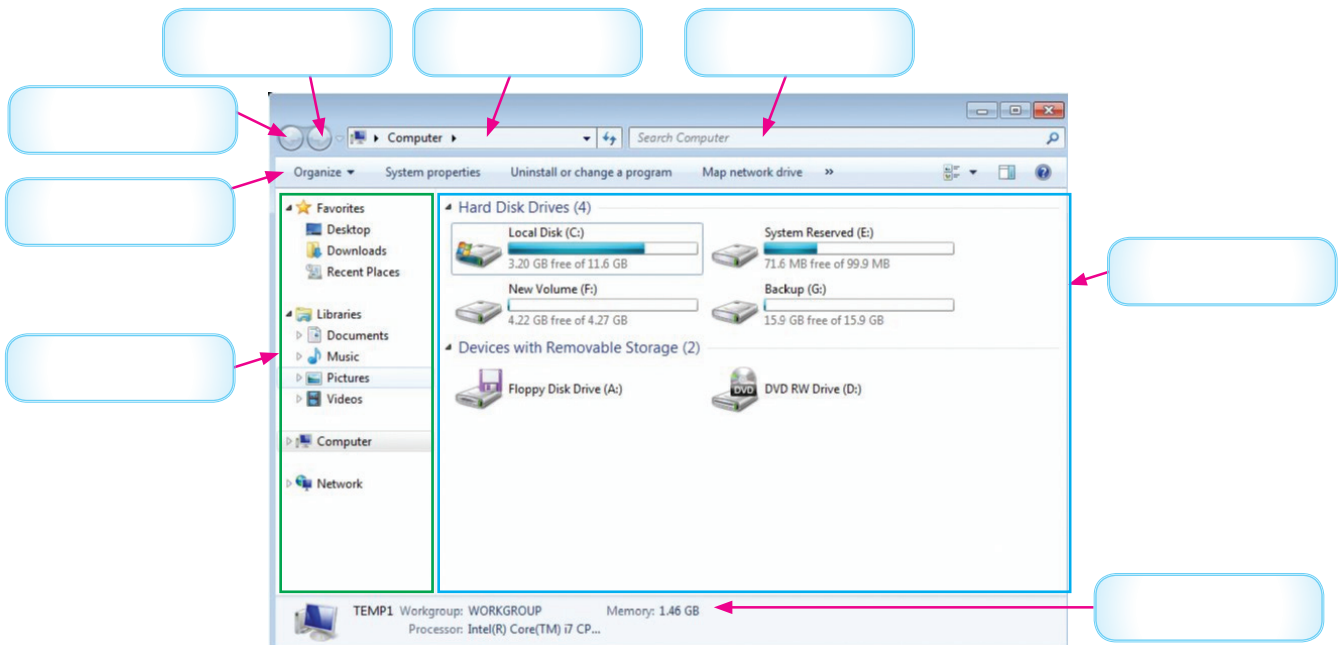 Computer
Search Computer
Organize System properties Uninstall or change a program Map network drive »
Favorites
Desktop
Downloads
Recent Places
Libraries
Documents
Music
Pictures
Videos
Computer
Network
Hard Disk Drives (4)
Local Disk (C:)
3.20 GB free of 11.6 GB
System Reserved (E:)
71.6 MB free of 99.9 MB
New Volume (F:)
4.22 GB free of 4.27 GB
Backup (G:)
15.9 GB free of 15.9 GB
Devices with Removable Storage (2)
Floppy Disk Drive (A:)
DVD
DVD RW Drive (D:)
TEMP1 Workgroup: WORKGROUP Memory: 1.46 GB
Processor: Intel(R) Core(TM) i7 CP...